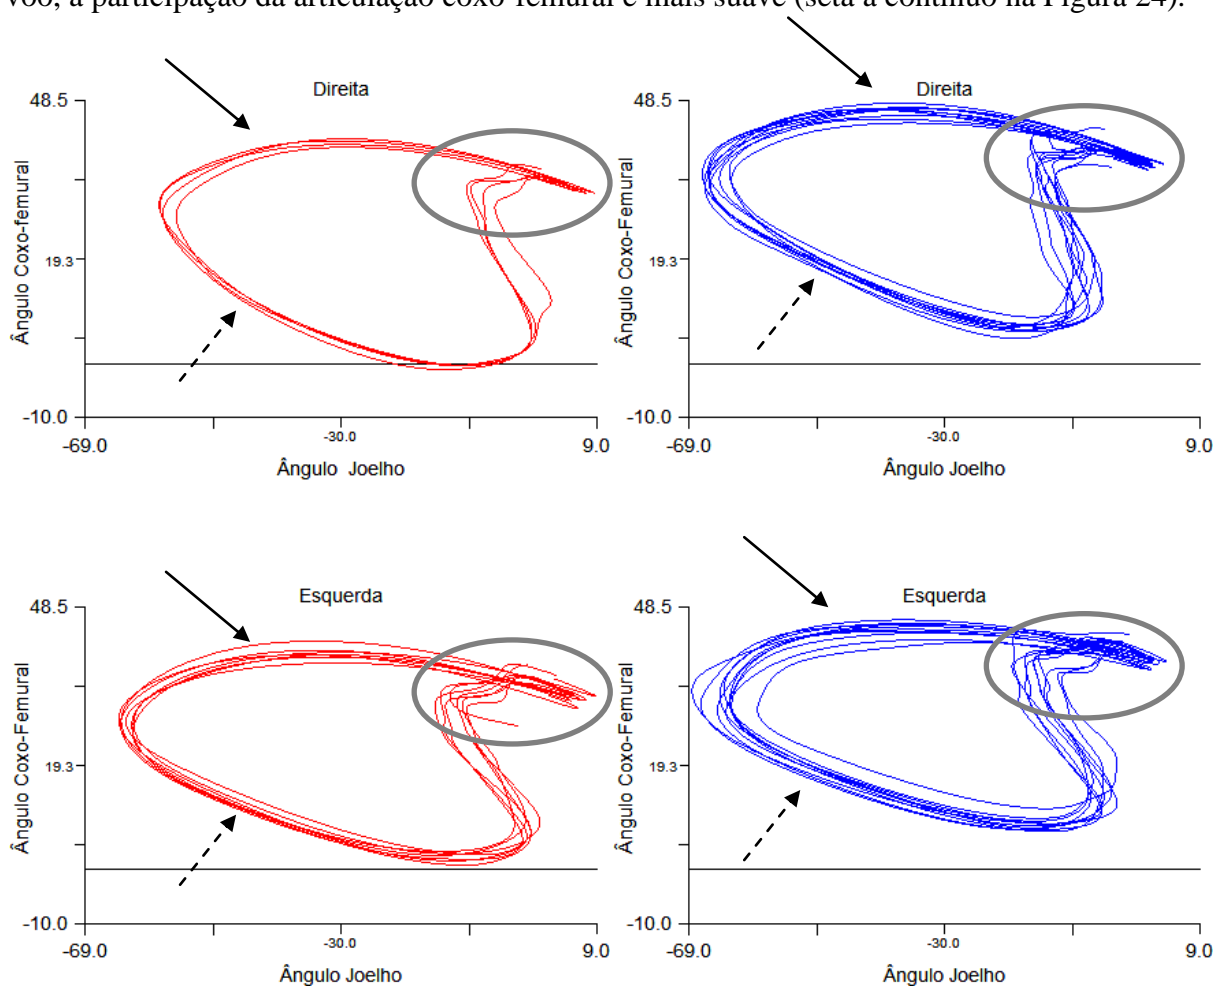 voo, a participação da articulação coxo-femural é mais suave (seta a contínuo na Figura 24).
Direita
48.5
Ângulo Coxo-femural
19.3
-10.0
-69.0
-30.0
9.0
Ângulo Joelho
Direita
48.5
Ângulo Coxo-Femural
19.3
-10.0
-69.0
-30.0
9.0
Ângulo Joelho
Esquerda
48.5
Ângulo Coxo-Femural
19.3
-10.0
-69.0
-30.0
9.0
Ângulo Joelho
Esquerda
48.5
Ângulo Coxo-Femural
19.3
-10.0
-69.0
-30.0
9.0
Ângulo Joelho